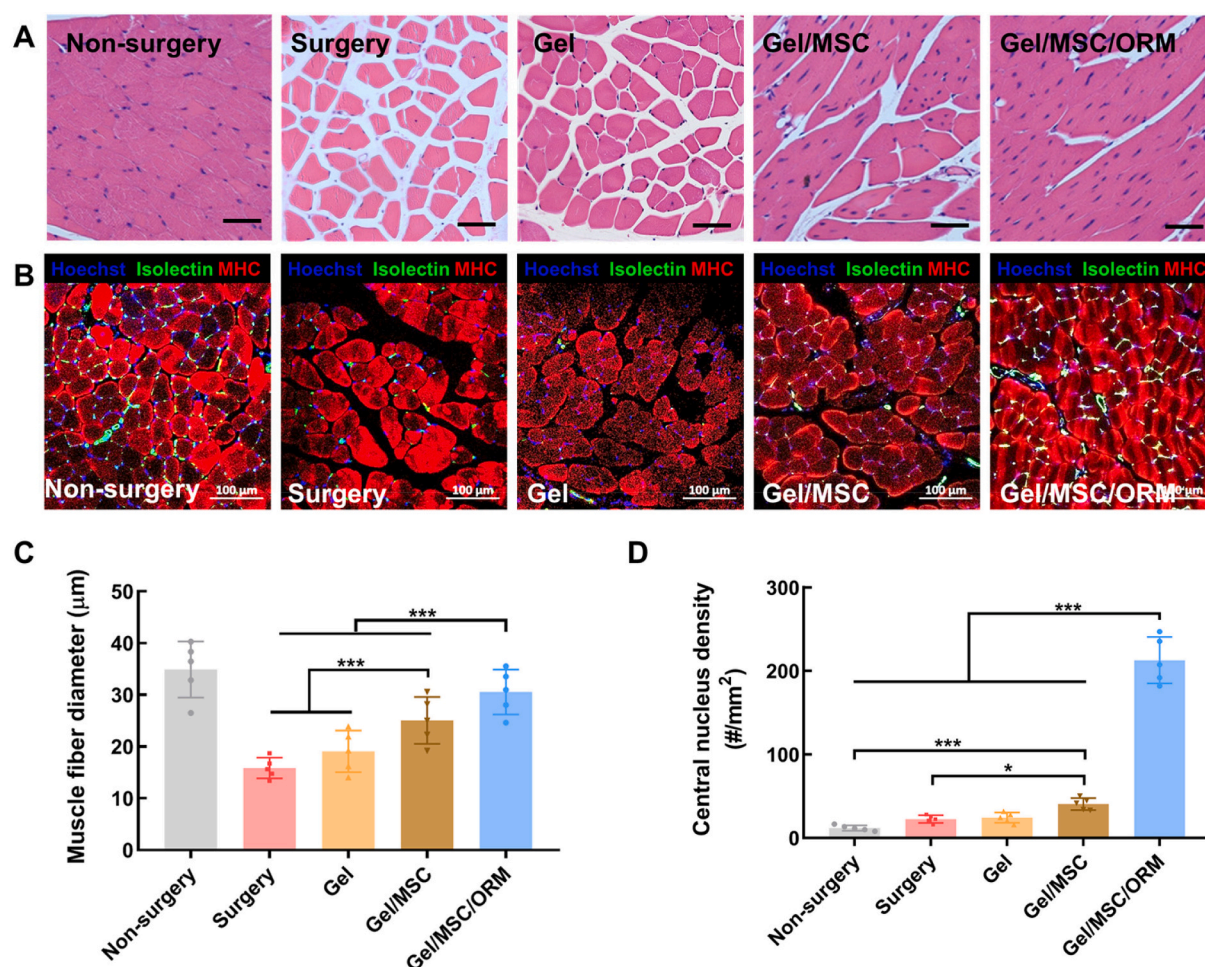 A
Non-surgery
Surgery
Gel
Gel/MSC
Gel/MSC/ORM
B
Hoechst Isolectin MHC
Hoechst Isolectin MHC
Hoechst Isolectin MHC
Hoechst Isolectin MHC
Hoechst Isolectin MHC
Non-surgery
100 μm
Surgery
100 μm
Gel
100 μm
Gel/MSC
100 μm
Gel/MSC/ORM
μm
C
Muscle fiber diameter (μm)
50
40
30
20
10
0
***
***
Non-surgery
Surgery
Gel
Gel/MSC
Gel/MSC/ORM
D
Central nucleus density
(#/mm²)
300
200
100
0
***
***
*
Non-surgery
Surgery
Gel
Gel/MSC
Gel/MSC/ORM